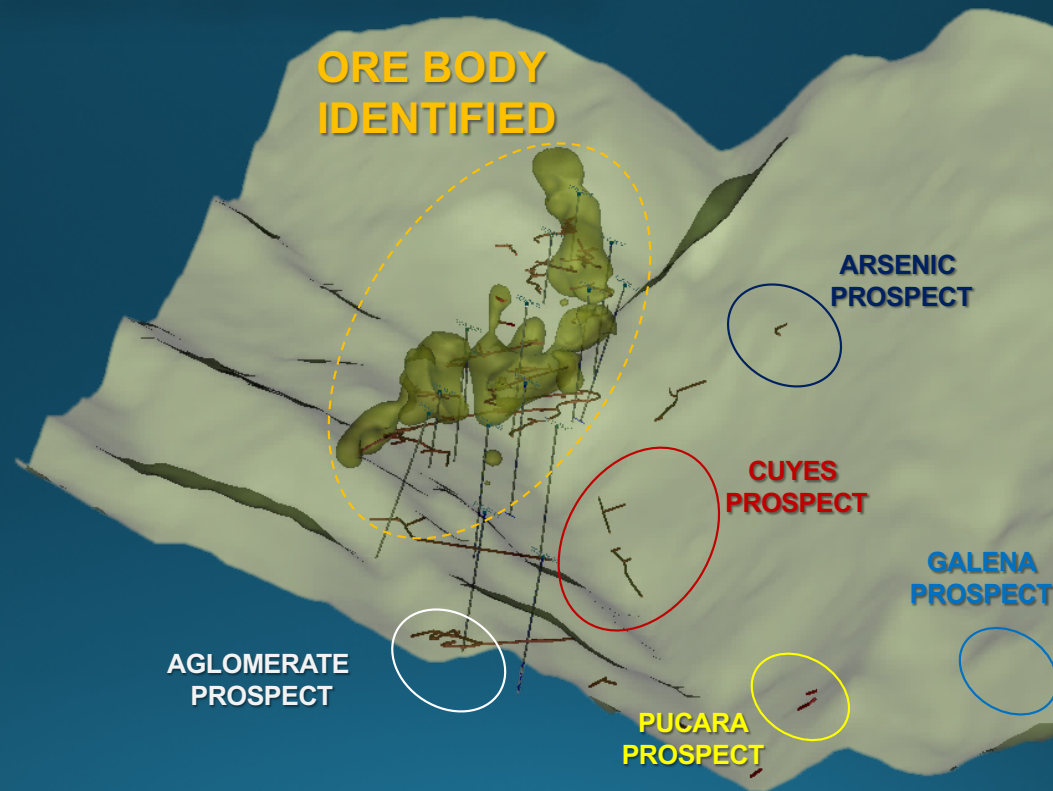 ORE BODY
IDENTIFIED
ARSENIC
PROSPECT
CUYES
PROSPECT
GALENA
PROSPECT
AGLOMERATE
PROSPECT
PUCARA
PROSPECT